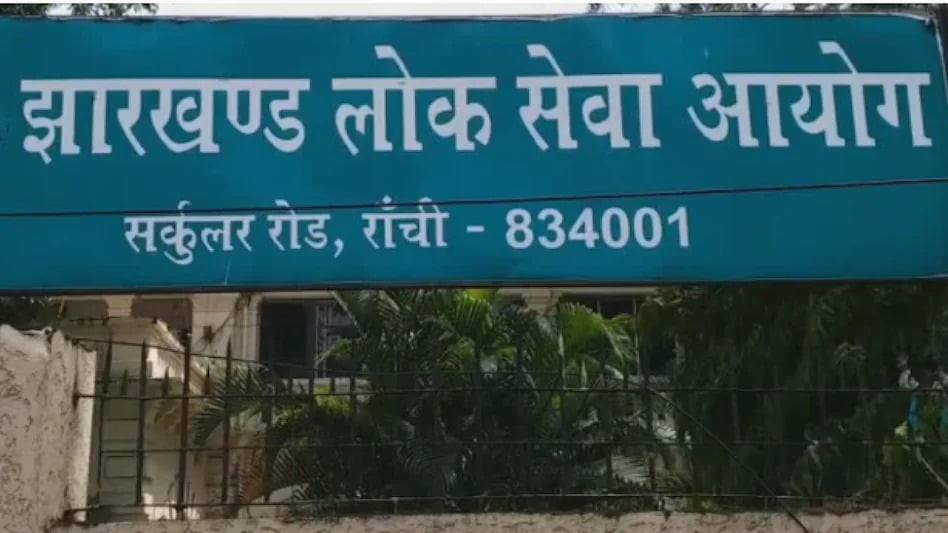 झारखण्ड लोक सेवा आयोग
सर्कुलर रोड, राँची - 834001